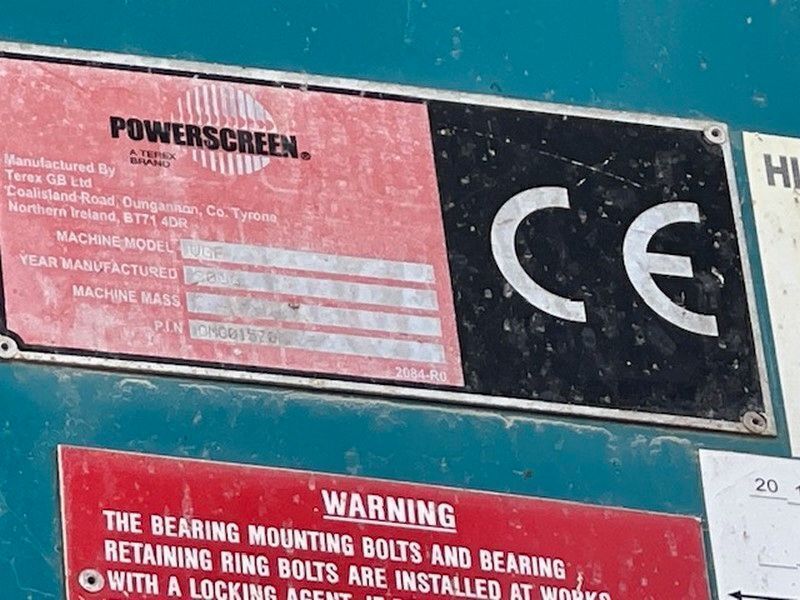 POWERSCREEN®
A TEREX
BRAND
Manufactured By
Terex GB Ltd
Coalisland Road, Dungannon, Co. Tyrone
Northern Ireland, BT71 4DR
MACHINE MODEL
YEAR MANUFACTURED
MACHINE MASS
P.I.N
2084-R0
CE
WARNING
THE BEARING MOUNTING BOLTS AND BEARING
RETAINING RING BOLTS ARE INSTALLED AT WORKS
WITH A LOCKING AGENT.
HI
20